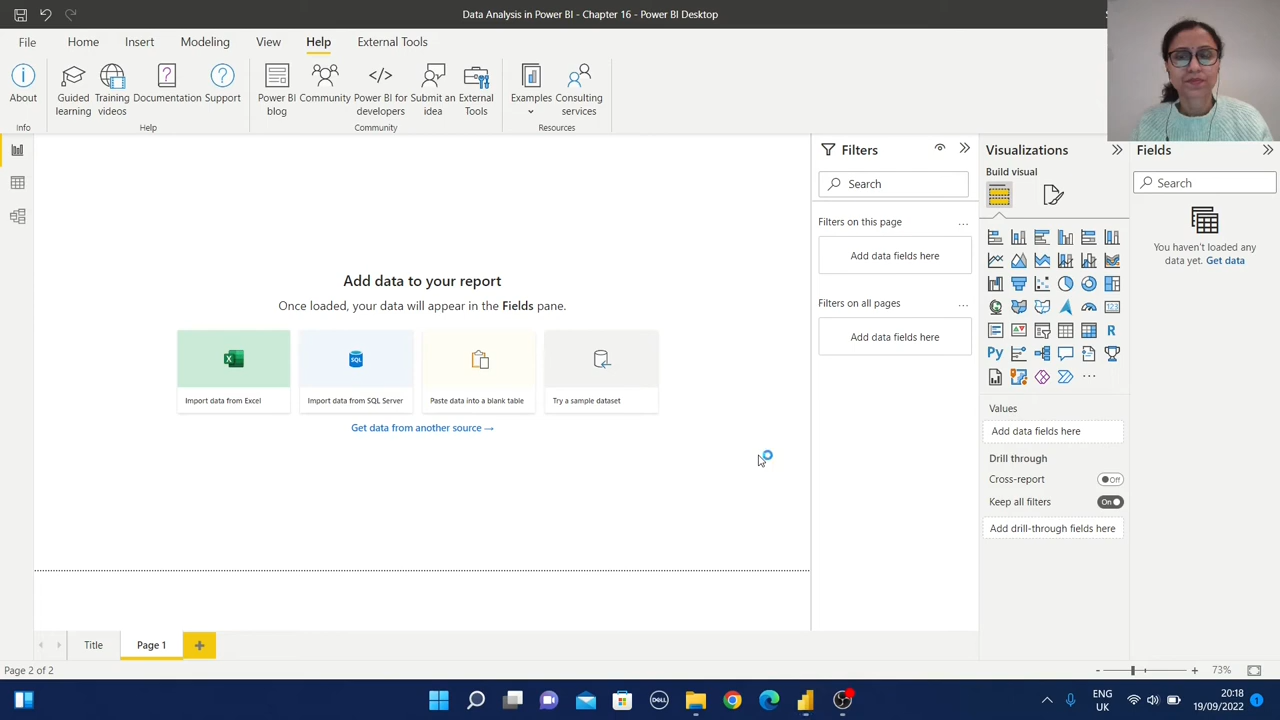 Data Analysis in Power BI - Chapter 16 - Power BI Desktop
File
Home
Insert
Modeling
View
Help
External Tools
About
Guided
learning
Training
videos
Documentation
Support
Power BI
blog
Community
Power BI for
developers
Submit an
idea
External
Tools
Examples
Consulting
services
Info
Help
Community
Resources
Filters
Visualizations
Fields
Build visual
Search
Search
Filters on this page
Add data fields here
Filters on all pages
Add data fields here
You haven't loaded any
data yet. Get data
Add data to your report
Once loaded, your data will appear in the Fields pane.
X
SQL
Import data from Excel
Import data from SQL Server
Paste data into a blank table
Try a sample dataset
Get data from another source →
123
R
Py
Values
Add data fields here
Drill through
Cross-report
Off
Keep all filters
On
Add drill-through fields here
Title
Page 1
Page 2 of 2
73%
DELL
ENG
UK
20:18
19/09/2022
1